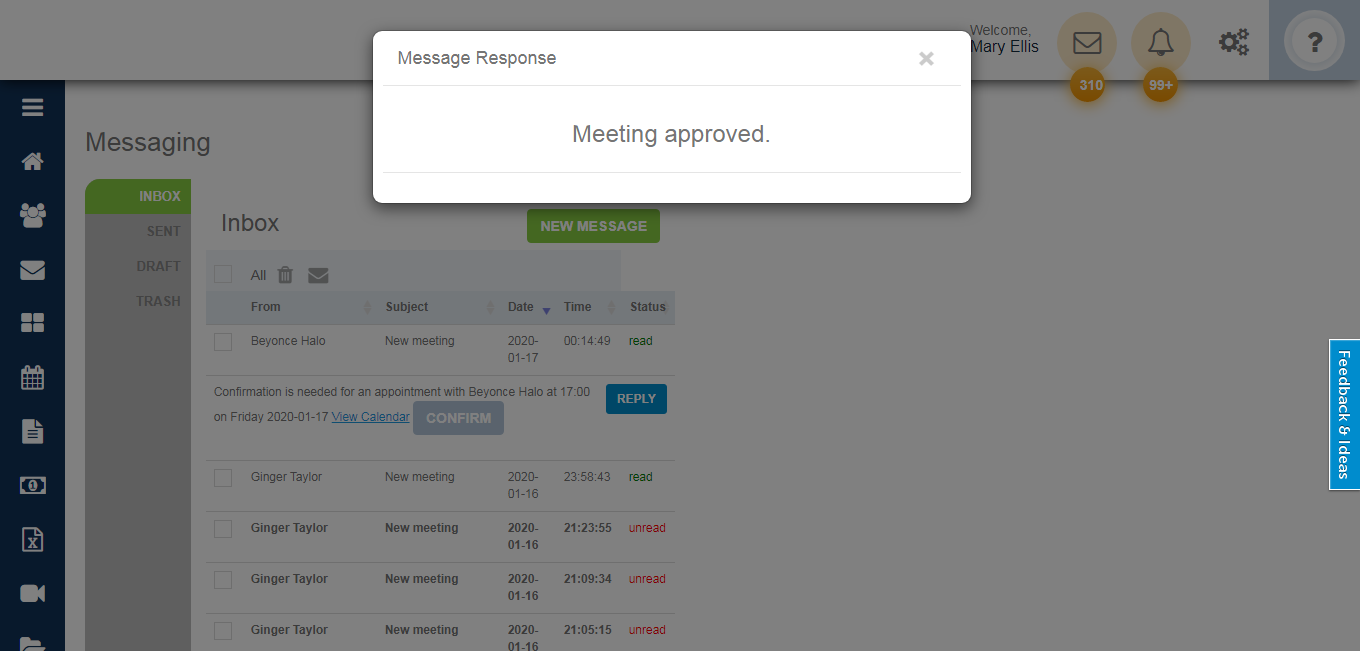 Welcome,
Mary Ellis
310
99+
?
Message Response
×
Meeting approved.
Messaging
INBOX
SENT
DRAFT
TRASH
Inbox
NEW MESSAGE
All
From Subject Date Time Status
Beyonce Halo New meeting 2020-01-17 00:14:49 read
Confirmation is needed for an appointment with Beyonce Halo at 17:00
on Friday 2020-01-17 View Calendar CONFIRM
REPLY
Ginger Taylor New meeting 2020-01-16 23:58:43 read
Ginger Taylor New meeting 2020-01-16 21:23:55 unread
Ginger Taylor New meeting 2020-01-16 21:09:34 unread
Ginger Taylor New meeting 2020-01-16 21:05:15 unread
Feedback & Ideas